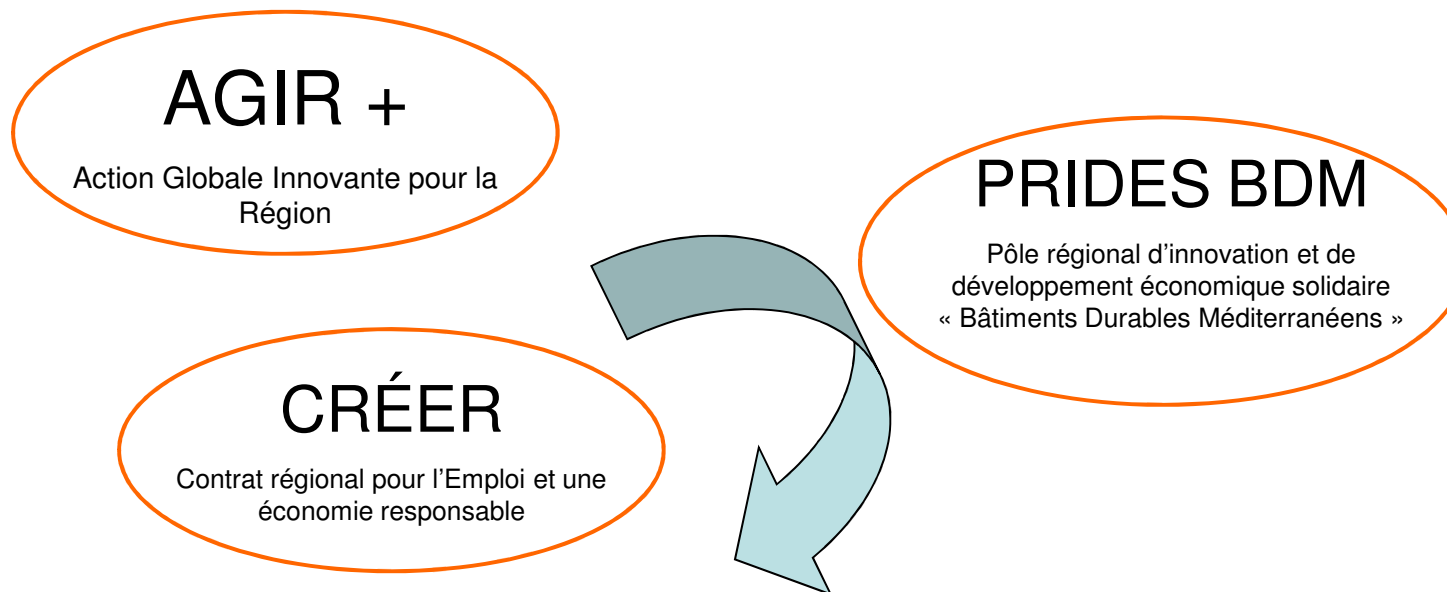 AGIR +
Action Globale Innovante pour la
Région
PRIDES BDM
Pôle régional d’innovation et de
développement économique solidaire
« Bâtiments Durables Méditerranéens »
CRÉER
Contrat régional pour l’Emploi et une
économie responsable